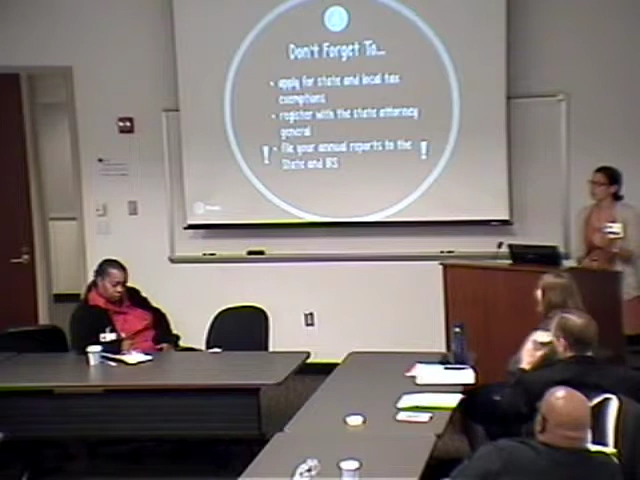 Don't Forget To...
• apply for state and local tax
exemptions
• register with the state attorney
general
! • file your annual reports to the !
State and IRS